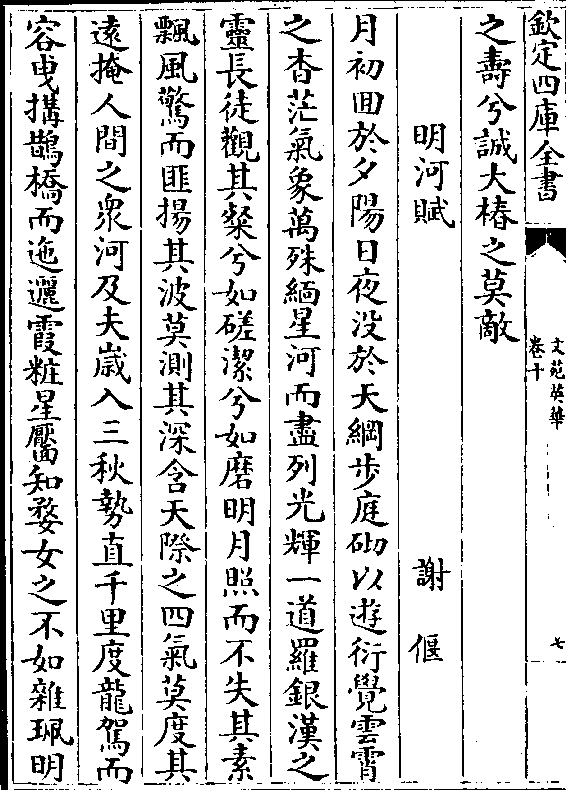 欽定四庫全書
文苑英華
卷十
七
之壽兮誠大椿之莫敵
明河賦
謝偃
月初囬於夕陽日夜没於天綱步庭砌以遊衍覺雲霄
之杳茫氣象萬殊緬星河而盡列光輝一道羅銀漢之
靈長徒觀其粲兮如磋潔兮如磨明月照而不失其素
飄風驚而匪揚其波莫測其深含天際之四氣莫度其
遠掩人間之衆河及夫嵗入三秋勢直千里度龍駕而
容曳搆鵲橋而迤邐霞粧星靨知婺女之不如雜珮明